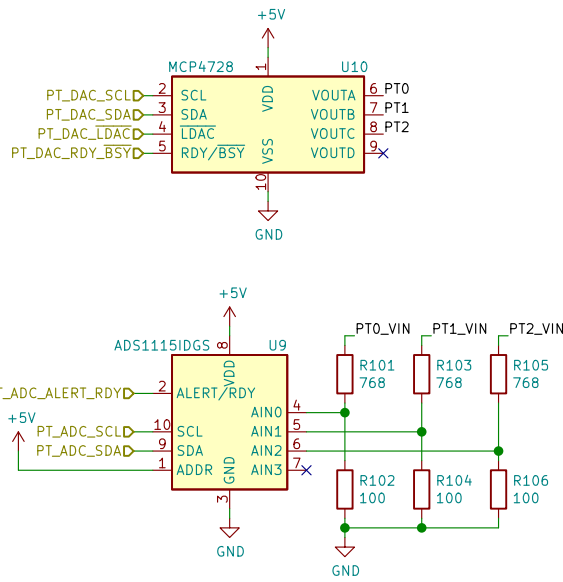 +5V
MCP4728
U10
1
PT_DAC_SCL 2 SCL VDD VOUTA 6 PT0
PT_DAC_SDA 3 SDA VOUTB 7 PT1
PT_DAC_LDAC 4 LDAC VOUTC 8 PT2
PT_DAC_RDY_BSY 5 RDY/BSY VSS VOUTD 9
10
GND
+5V
ADS1115IDGS
U9
8
PT0_VIN PT1_VIN PT2_VIN
VDD
R101 R103 R105
768 768 768
T_ADC_ALERT_RDY 2 ALERT/RDY
AIN0 4
+5V
PT_ADC_SCL 10 SCL AIN1 5
PT_ADC_SDA 9 SDA AIN2 6
1 ADDR GND AIN3 7
R102 R104 R106
100 100 100
3
GND
GND